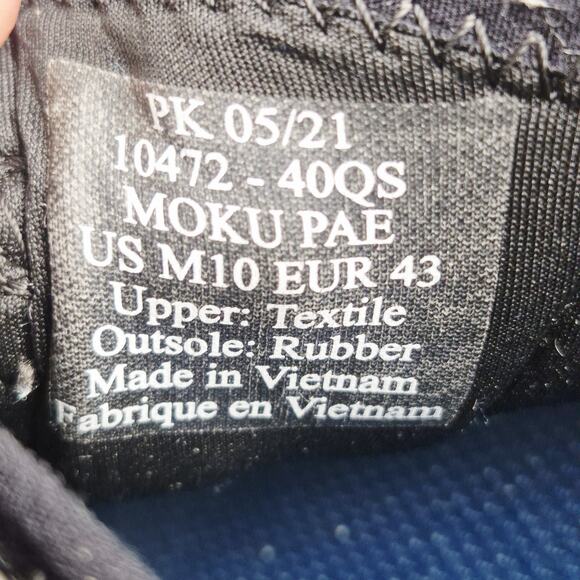 PK 05/21
10472 - 40QS
MOKU PAE
US M10 EUR 43
Upper: Textile
Outsole: Rubber
Made in Vietnam
Fabrique en Vietnam